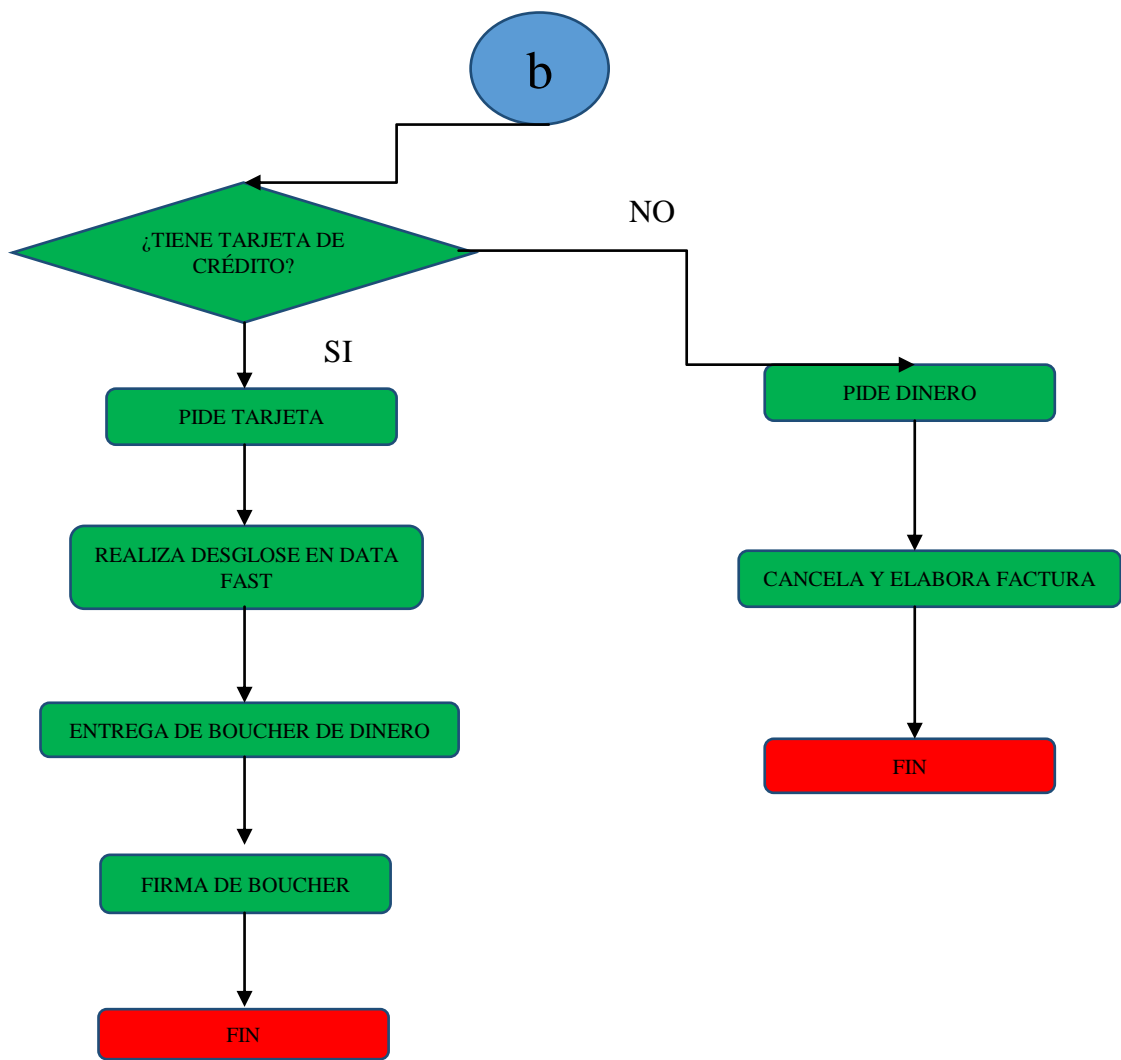 b
¿TIENE TARJETA DE
CRÉDITO?
NO
SI
PIDE TARJETA
REALIZA DESGLOSE EN DATA
FAST
ENTREGA DE BOUCHER DE DINERO
FIRMA DE BOUCHER
FIN
PIDE DINERO
CANCELA Y ELABORA FACTURA
FIN